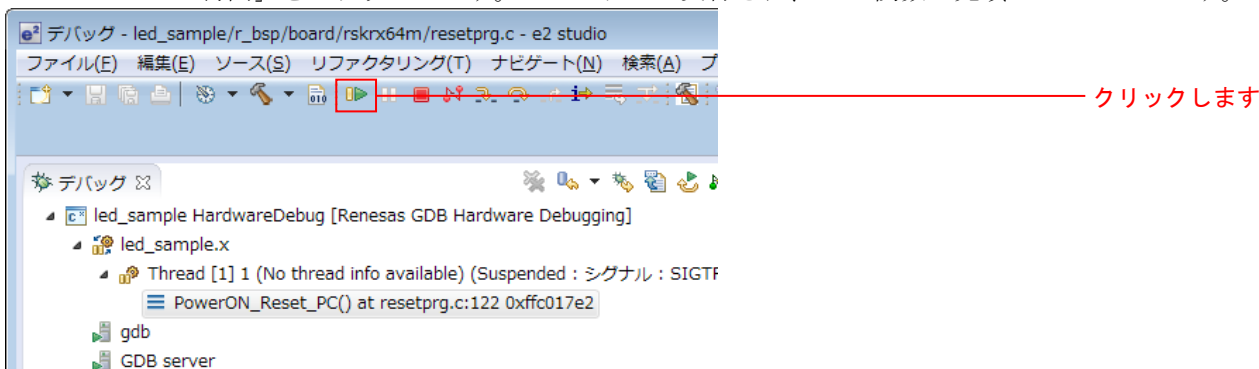 デバッグ - led_sample/r_bsp/board/rskrx64m/resetprg.c - e2 studio
ファイル(F) 編集(E) ソース(S) リファクタリング(T) ナビゲート(N) 検索(A) プ
クリックします
デバッグ
led_sample HardwareDebug [Renesas GDB Hardware Debugging]
led_sample.x
Thread [1] 1 (No thread info available) (Suspended : シグナル : SIGTR
PowerON_Reset_PC() at resetprg.c:122 0xffc017e2
gdb
GDB server